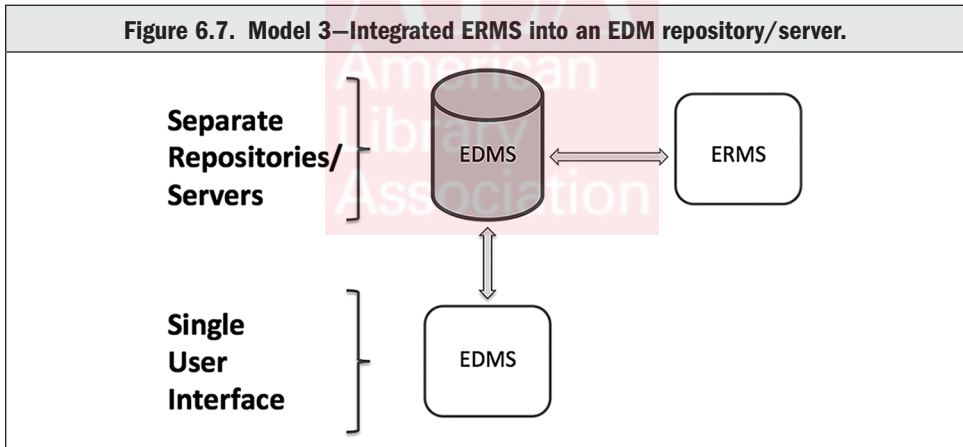 Figure 6.7. Model 3—Integrated ERMS into an EDM repository/server.
American
Library
Association
Separate
Repositories/
Servers
EDMS
ERMS
Single
User
Interface
EDMS